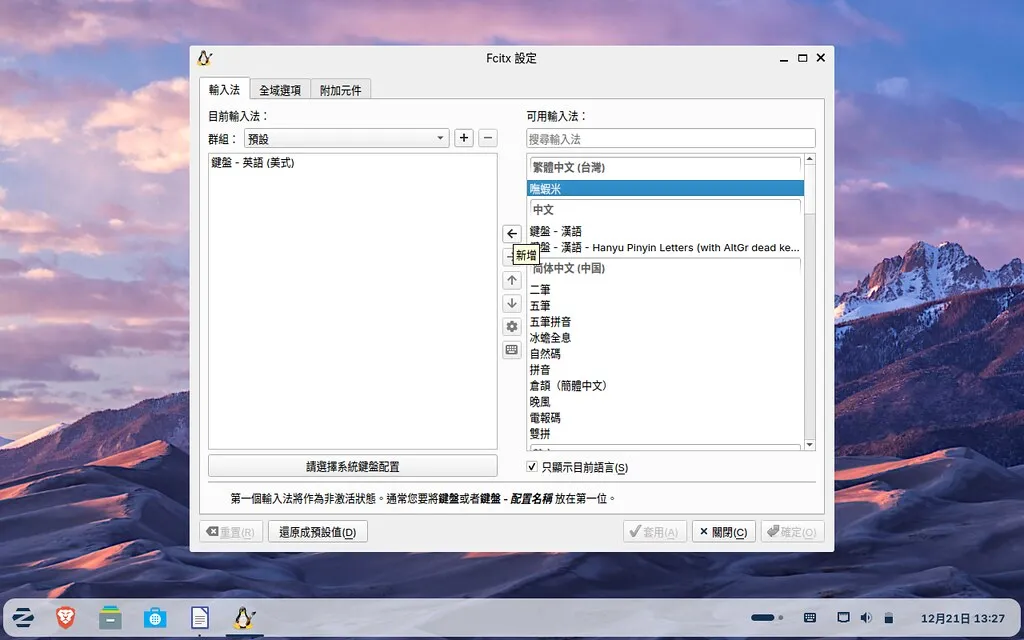 Fcitx 設定
輸入法
全域選項
附加元件
目前輸入法：
群組：
預設
鍵盤 - 英語 (美式)
請選擇系統鍵盤配置
可用輸入法：
搜尋輸入法
繁體中文 (台灣)
嘸蝦米
中文
鍵盤 - 漢語
鍵盤 - 漢語 - Hanyu Pinyin Letters (with AltGr dead ke...
新增
简体中文 (中国)
二筆
五筆
五筆拼音
冰蟾全息
自然碼
拼音
倉頡（簡體中文）
晚風
電報碼
雙拼
只顯示目前語言(S)
第一個輸入法將作為非激活狀態。通常您要將鍵盤或者鍵盤 - 配置名稱 放在第一位。
重置(R)
還原成預設值(D)
套用(A)
關閉(C)
確定(O)
12月21日 13:27